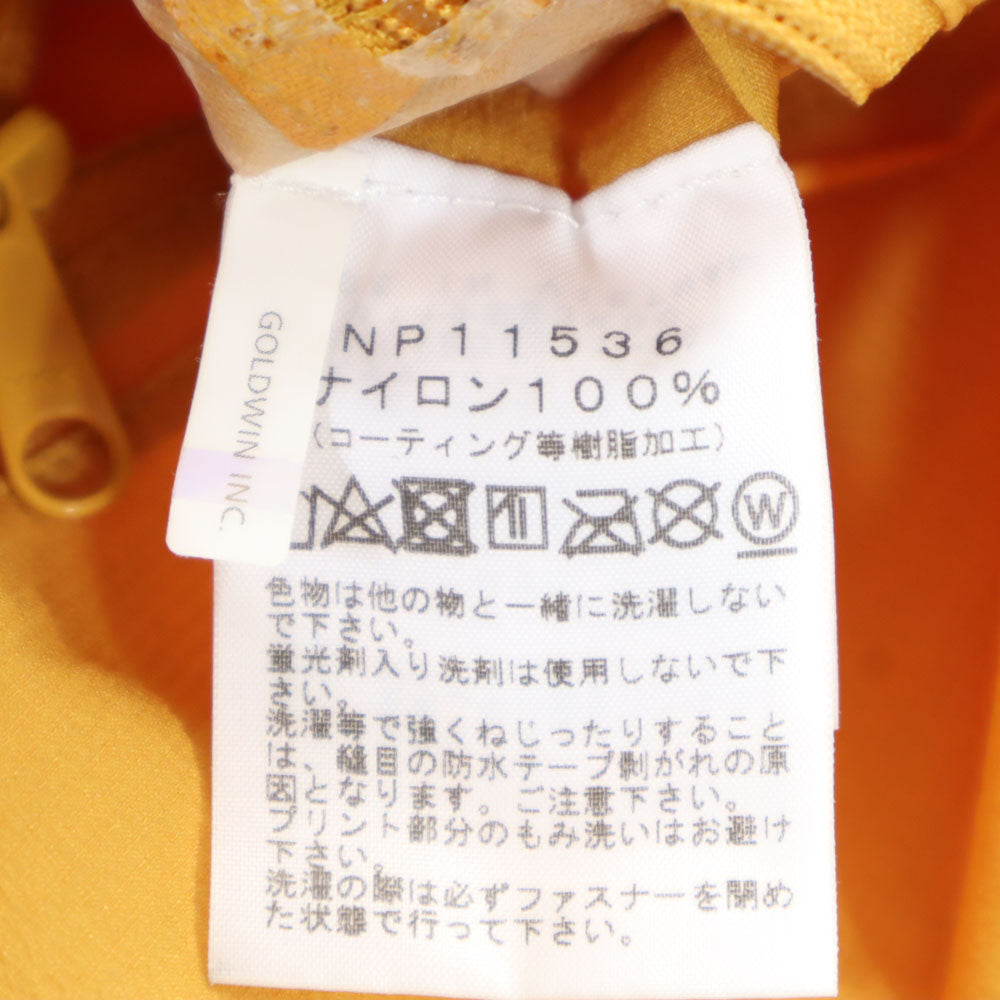 NP11536
ナイロン100%
(コーティング等樹脂加工)
W
色物は他の物と一緒に洗濯しない
で下さい。
蛍光剤入り洗剤は使用しないで下
さい。
洗濯等で強くねじったりすること
は、縫目の防水テープ剥がれの原
因となります。ご注意下さい。
プリント部分のもみ洗いはお避け
下さい。
洗濯の際は必ずファスナーを閉め
た状態で行って下さい。
GOLDWIN INC.